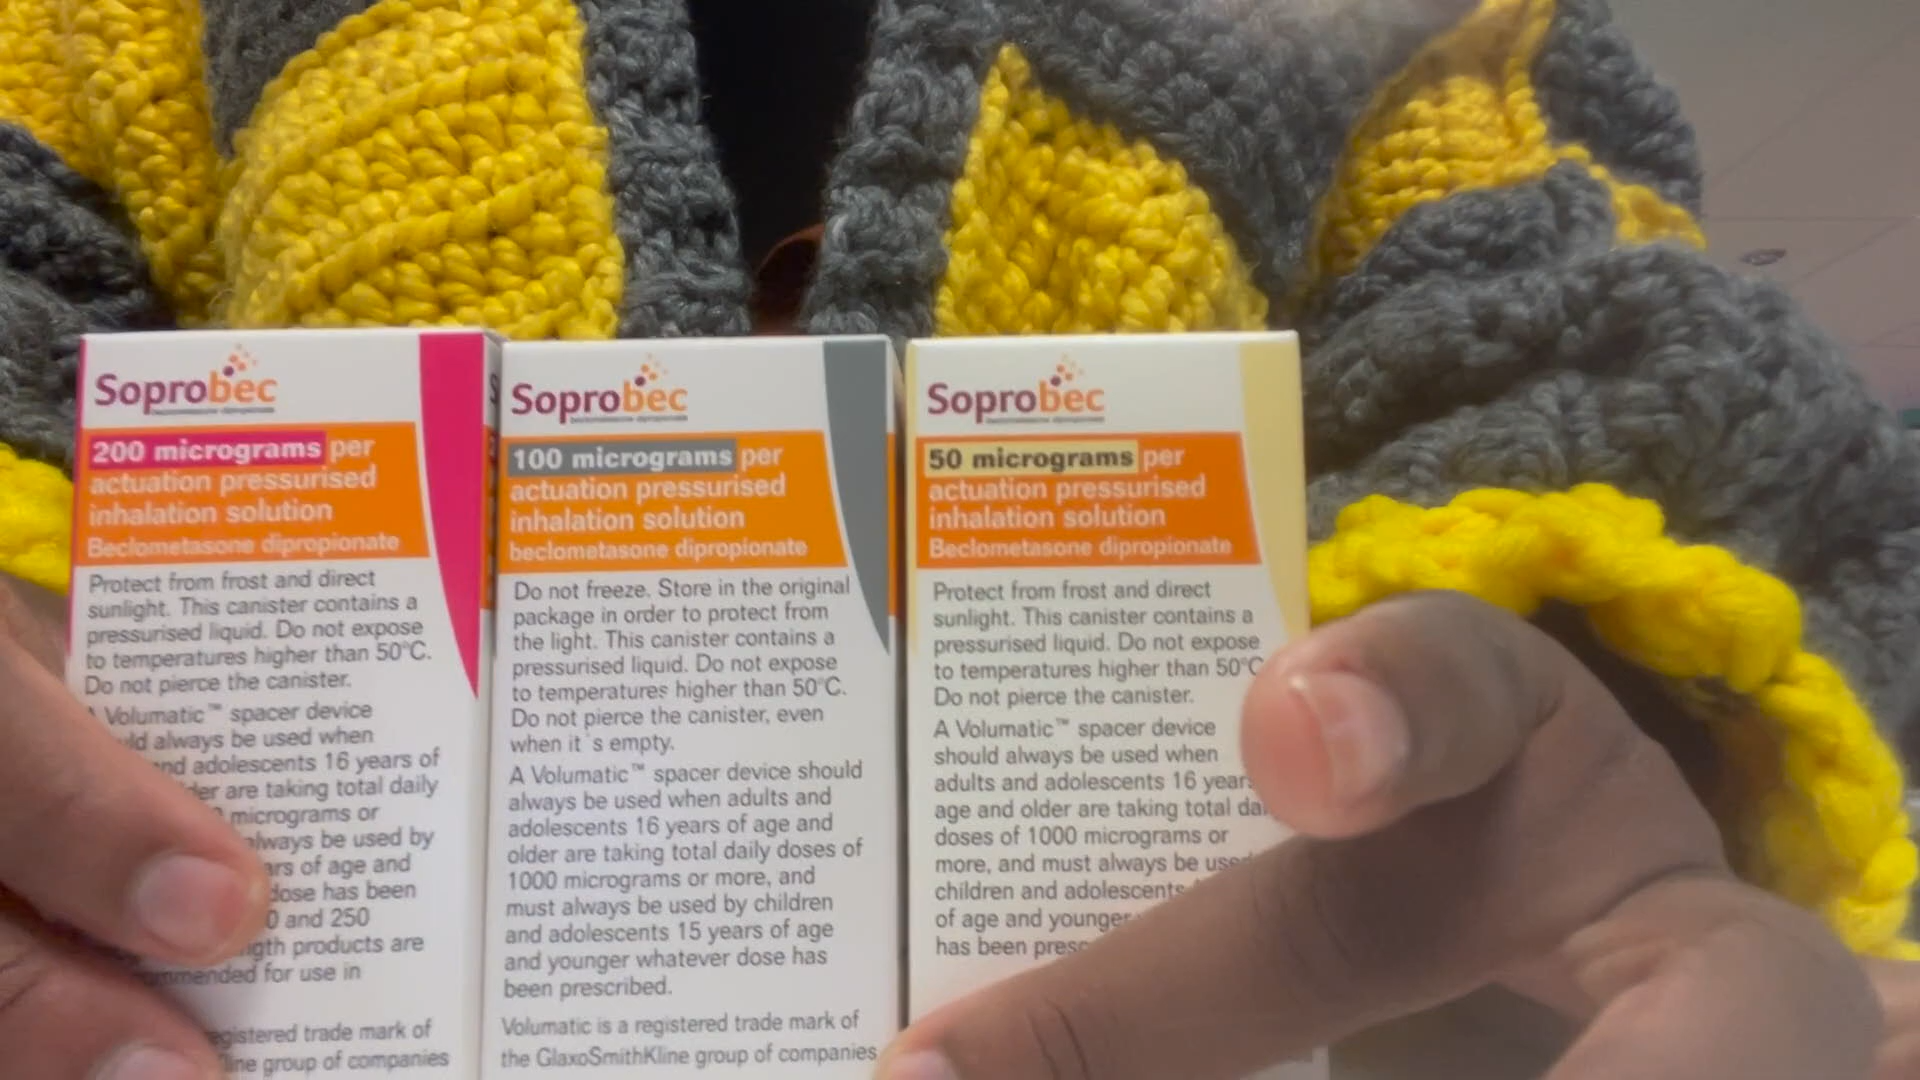 Soprobec
beclometasone dipropionate
200 micrograms per
actuation pressurised
inhalation solution
Beclometasone dipropionate
Protect from frost and direct
sunlight. This canister contains a
pressurised liquid. Do not expose
to temperatures higher than 50°C.
Do not pierce the canister.
Volumatic™ spacer device
always be used when
adolescents 16 years of
are taking total daily
micrograms or
be used by
of age and
dose has been
and 250
products are
for use in
trade mark of
group of companies
Soprobec
beclometasone dipropionate
100 micrograms per
actuation pressurised
inhalation solution
beclometasone dipropionate
Do not freeze. Store in the original
package in order to protect from
the light. This canister contains a
pressurised liquid. Do not expose
to temperatures higher than 50°C.
Do not pierce the canister, even
when it´s empty.
A Volumatic™ spacer device should
always be used when adults and
adolescents 16 years of age and
older are taking total daily doses of
1000 micrograms or more, and
must always be used by children
and adolescents 15 years of age
and younger whatever dose has
been prescribed.
Volumatic is a registered trade mark of
the GlaxoSmithKline group of companies
Soprobec
beclometasone dipropionate
50 micrograms per
actuation pressurised
inhalation solution
Beclometasone dipropionate
Protect from frost and direct
sunlight. This canister contains a
pressurised liquid. Do not expose
to temperatures higher than 50°C
Do not pierce the canister.
A Volumatic™ spacer device
should always be used when
adults and adolescents 16 years
age and older are taking total
doses of 1000 micrograms or
more, and must always be used
children and adolescents
of age and younger
has been